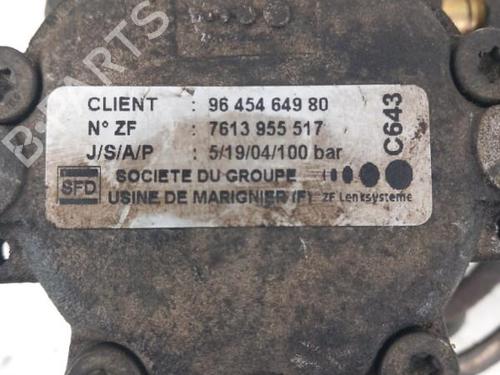 CLIENT : 96 454 649 80
N° ZF : 7613 955 517
J/S/A/P : 5/19/04/100 bar
SFD SOCIETE DU GROUPE
USINE DE MARIGNIER (F) ZF Lenksysteme
C643